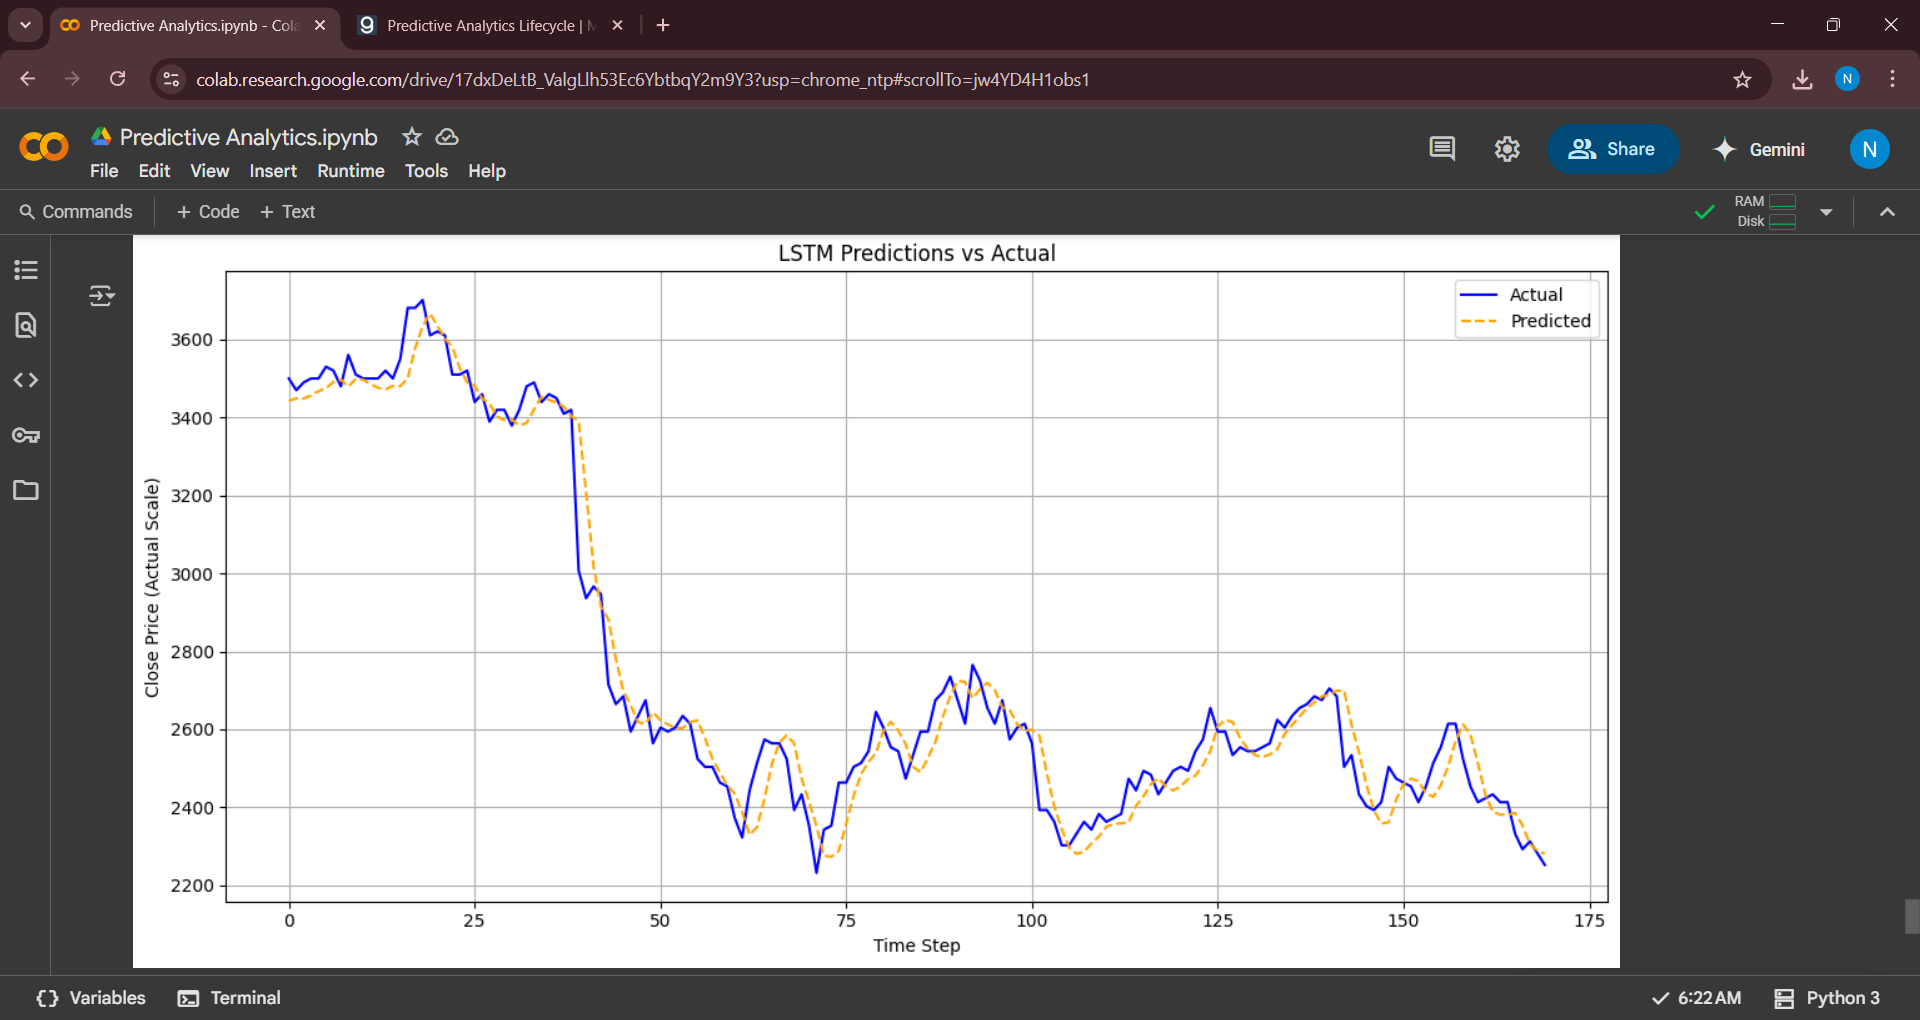 Predictive Analytics.ipynb - Cola
Predictive Analytics Lifecycle |
colab.research.google.com/drive/17dxDeLtB_ValgLlh53Ec6YbtbqY2m9Y3?usp=chrome_ntp#scrollTo=jw4YD4H1obs1
N
Predictive Analytics.ipynb
File Edit View Insert Runtime Tools Help
Share
Gemini
N
Commands
+ Code + Text
RAM
Disk
LSTM Predictions vs Actual
Actual
Predicted
Close Price (Actual Scale)
3600
3400
3200
3000
2800
2600
2400
2200
0 25 50 75 100 125 150 175
Time Step
Variables Terminal
6:22 AM Python 3